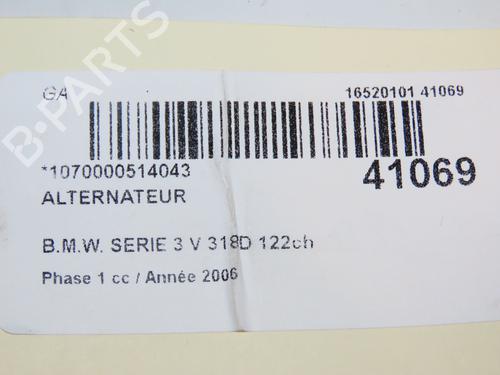 GA 16520101 41069
*1070000514043 41069
ALTERNATEUR
B.M.W. SERIE 3 V 318D 122ch
Phase 1 cc / Année 2006
B-PARTS